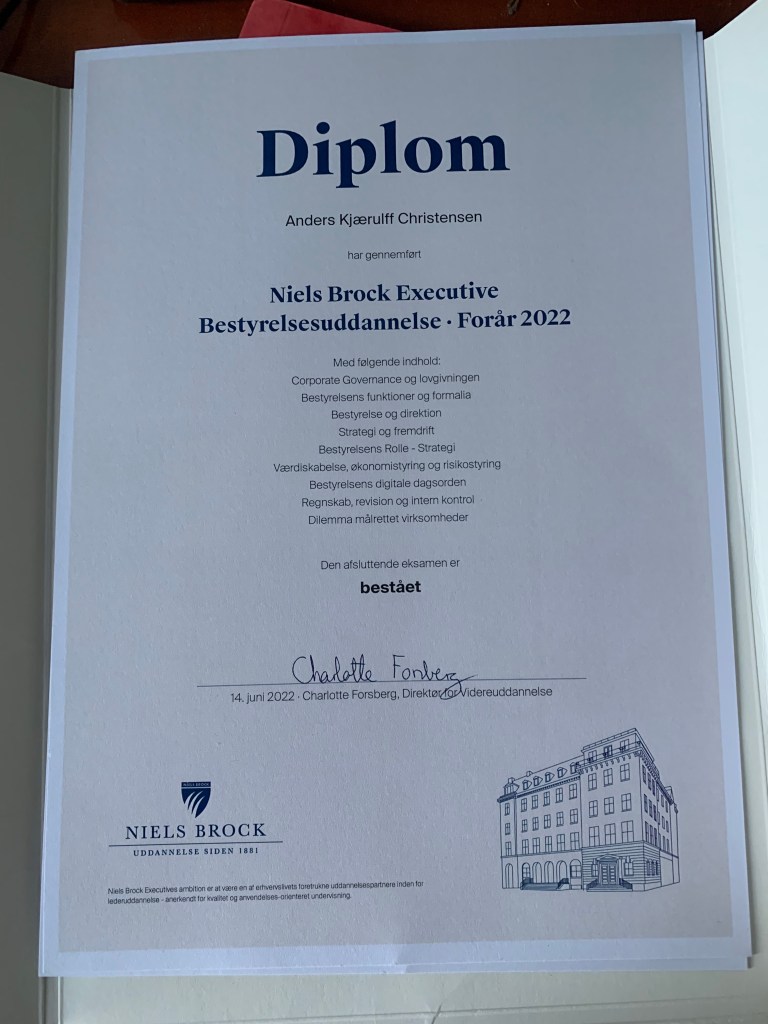 Diplom
Anders Kjærulff Christensen
har gennemført
Niels Brock Executive
Bestyrelsesuddannelse · Forår 2022
Med følgende indhold:
Corporate Governance og lovgivningen
Bestyrelsens funktioner og formalia
Bestyrelse og direktion
Strategi og fremdrift
Bestyrelsens Rolle - Strategi
Værdiskabelse, økonomistyring og risikostyring
Bestyrelsens digitale dagsorden
Regnskab, revision og intern kontrol
Dilemma målrettet virksomheder
Den afsluttende eksamen er
bestået
Charlotte Forsberg
14. juni 2022 · Charlotte Forsberg, Direktør for Videreuddannelse
NIELS BROCK
NIELS BROCK
UDDANNELSE SIDEN 1881
Niels Brock Executives ambition er at være en af erhvervslivets foretrukne uddannelsespartnere inden for
lederuddannelse - anerkendt for kvalitet og anvendelses-orienteret undervisning.